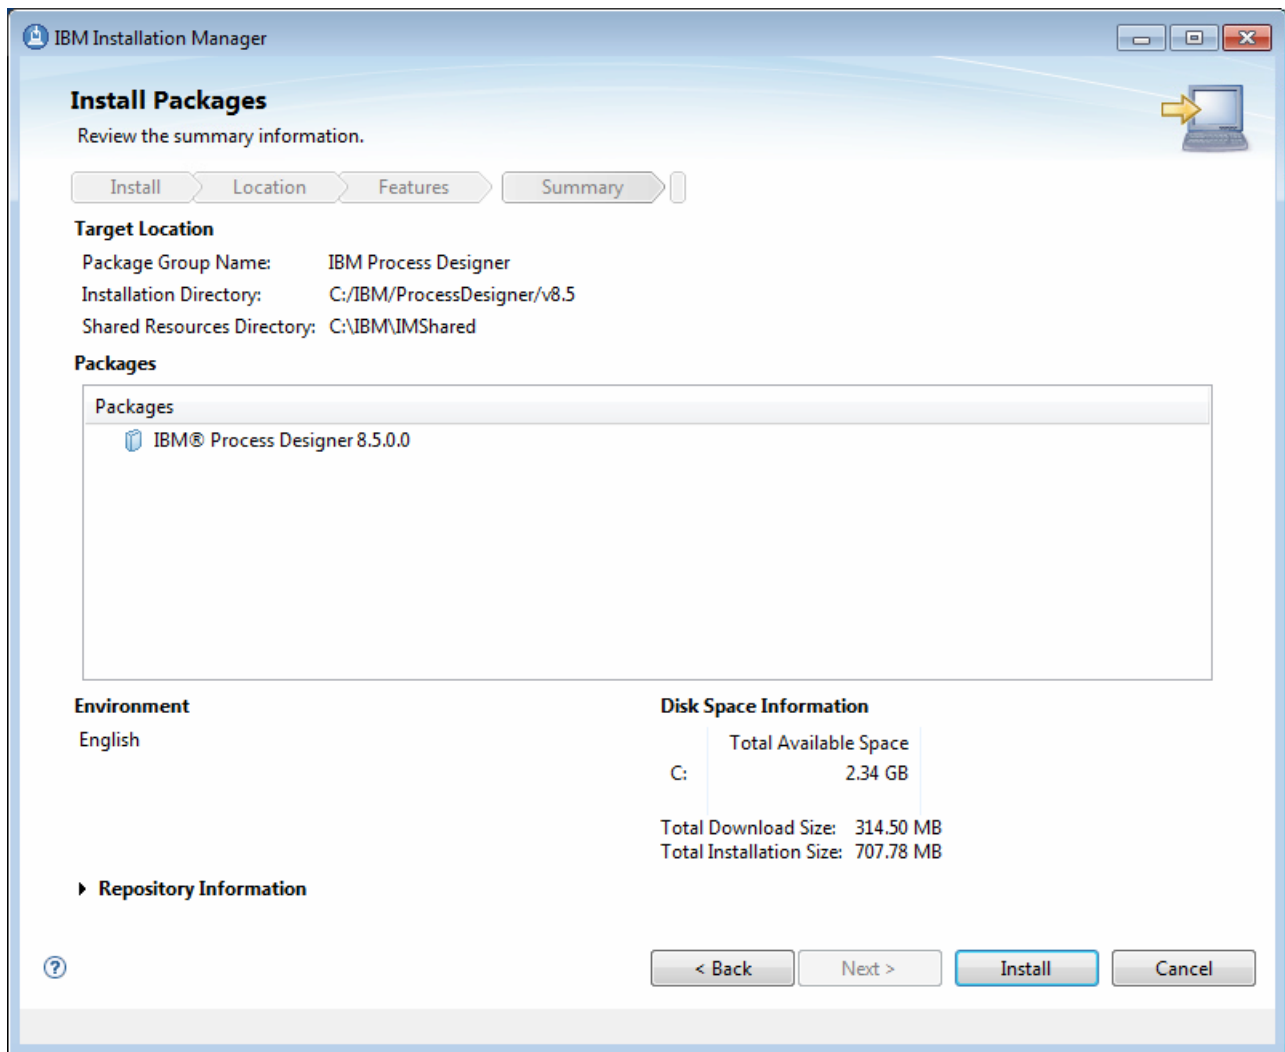 IBM Installation Manager
Install Packages
Review the summary information.
Install Location Features Summary
Target Location
Package Group Name: IBM Process Designer
Installation Directory: C:/IBM/ProcessDesigner/v8.5
Shared Resources Directory: C:\IBM\IMShared
Packages
Packages
IBM® Process Designer 8.5.0.0
Environment
English
Disk Space Information
Total Available Space
C: 2.34 GB
Total Download Size: 314.50 MB
Total Installation Size: 707.78 MB
Repository Information
? < Back Next > Install Cancel